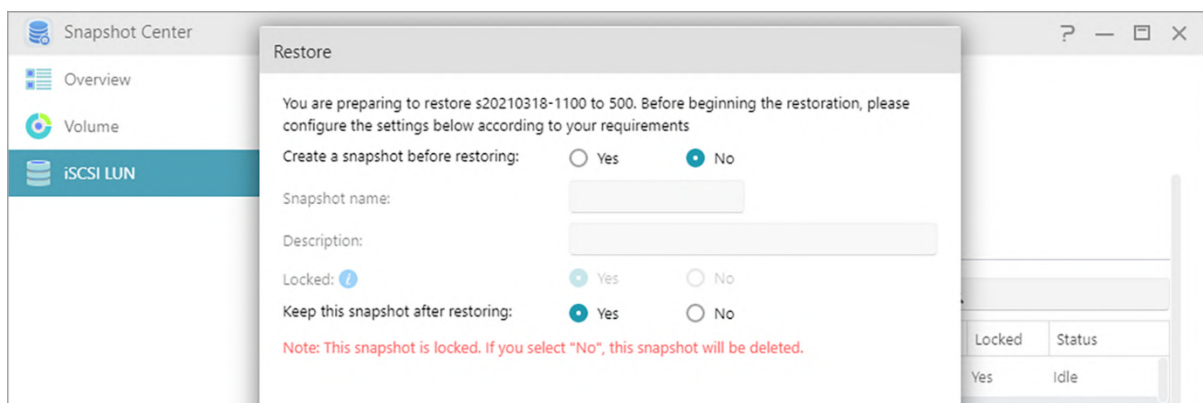 Snapshot Center
Overview
Volume
iSCSI LUN
Restore
You are preparing to restore s20210318-1100 to 500. Before beginning the restoration, please
configure the settings below according to your requirements
Create a snapshot before restoring: Yes No
Snapshot name:
Description:
Locked: i Yes No
Keep this snapshot after restoring: Yes No
Note: This snapshot is locked. If you select "No", this snapshot will be deleted.
Locked Status
Yes Idle